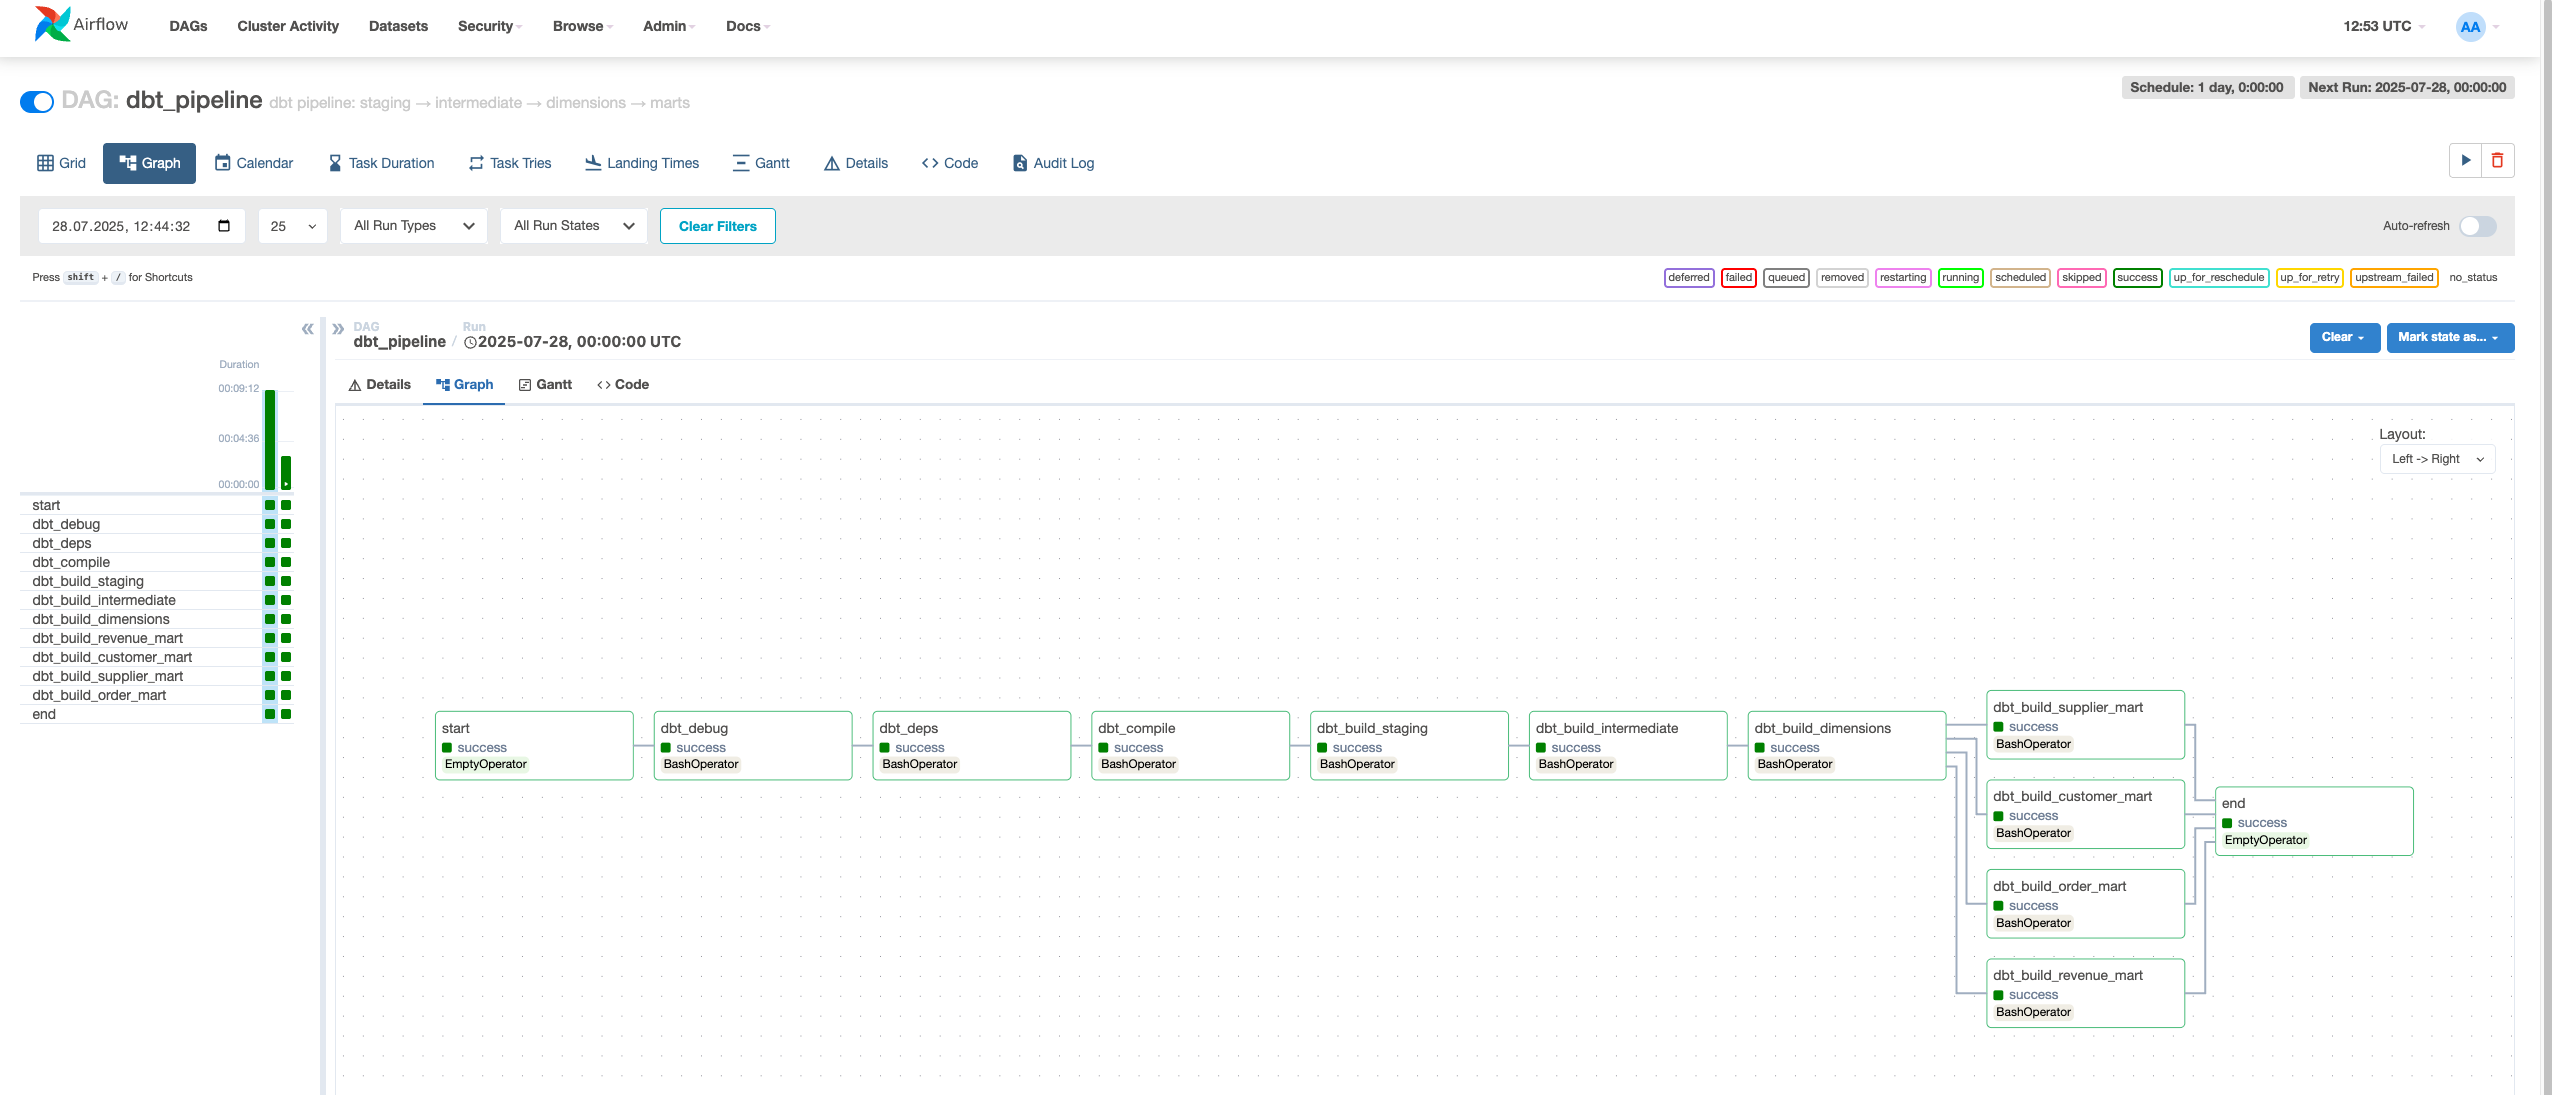 Airflow DAGs Cluster Activity Datasets Security Browse Admin Docs 12:53 UTC AA
Schedule: 1 day, 0:00:00 Next Run: 2025-07-28, 00:00:00
DAG: dbt_pipeline dbt pipeline: staging → intermediate → dimensions → marts
Grid Graph Calendar Task Duration Task Tries Landing Times Gantt Details Code Audit Log
28.07.2025, 12:44:32 25 All Run Types All Run States Clear Filters Auto-refresh
Press shift + / for Shortcuts deferred failed queued removed restarting running scheduled skipped success up_for_reschedule up_for_retry upstream_failed no_status
DAG Run
dbt_pipeline / 2025-07-28, 00:00:00 UTC Clear Mark state as...
Details Graph Gantt Code
Duration
00:09:12
00:04:36
00:00:00
start
dbt_debug
dbt_deps
dbt_compile
dbt_build_staging
dbt_build_intermediate
dbt_build_dimensions
dbt_build_revenue_mart
dbt_build_customer_mart
dbt_build_supplier_mart
dbt_build_order_mart
end
Layout:
Left -> Right
start
success
EmptyOperator
dbt_debug
success
BashOperator
dbt_deps
success
BashOperator
dbt_compile
success
BashOperator
dbt_build_staging
success
BashOperator
dbt_build_intermediate
success
BashOperator
dbt_build_dimensions
success
BashOperator
dbt_build_supplier_mart
success
BashOperator
dbt_build_customer_mart
success
BashOperator
dbt_build_order_mart
success
BashOperator
dbt_build_revenue_mart
success
BashOperator
end
success
EmptyOperator